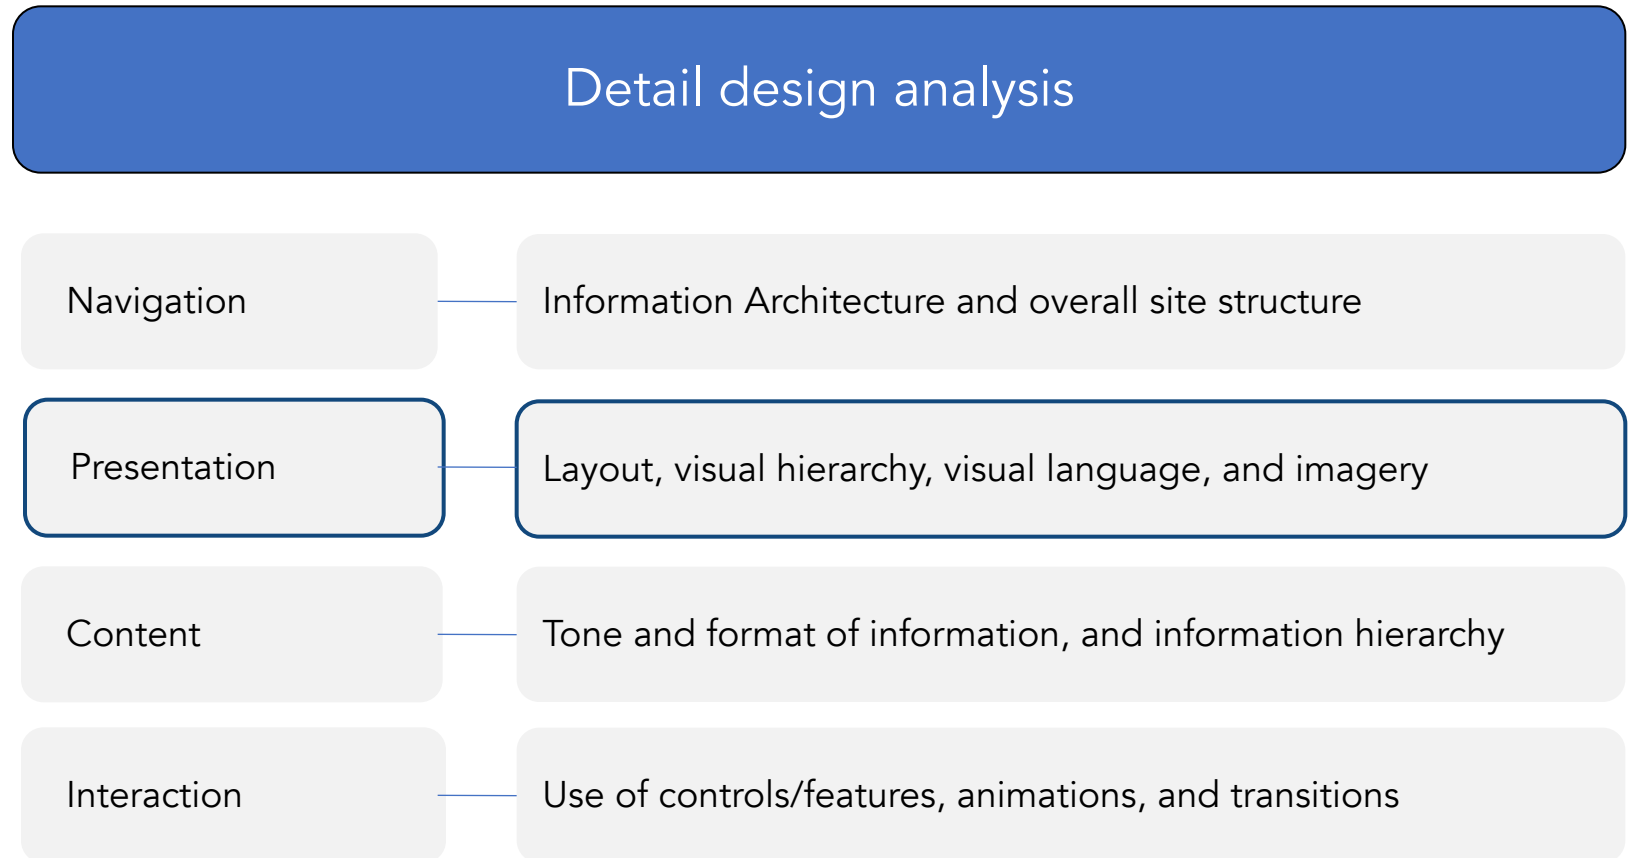 Detail design analysis
Navigation
Information Architecture and overall site structure
Presentation
Layout, visual hierarchy, visual language, and imagery
Content
Tone and format of information, and information hierarchy
Interaction
Use of controls/features, animations, and transitions